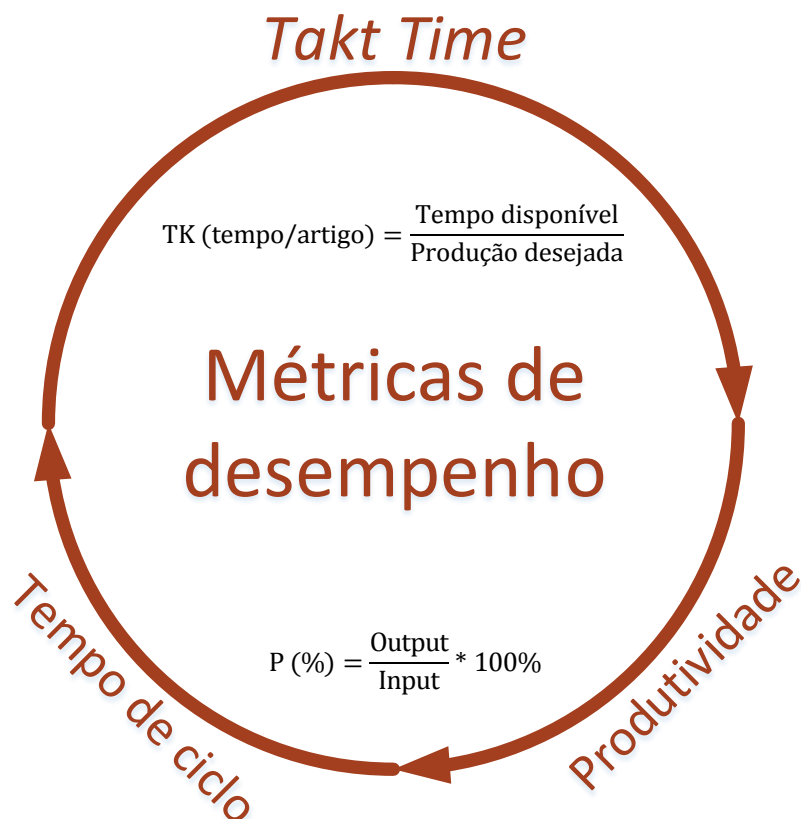 Takt Time
TK (tempo/artigo) = Tempo disponível / Produção desejada
Métricas de
desempenho
P (%) = Output / Input * 100%
Tempo de ciclo
Produtividade